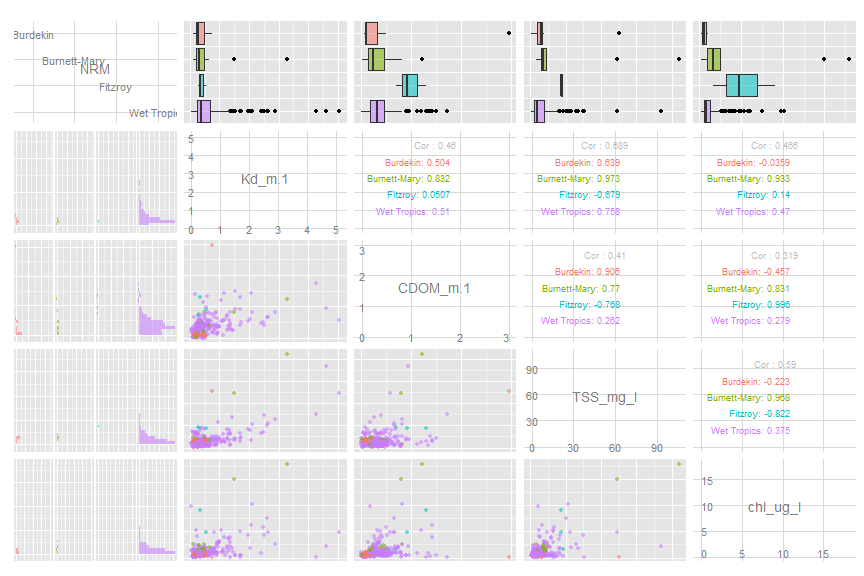 Burdekin
Burnett-Mary
NRM
Fitzroy
Wet Tropic
5
4
3
2
1
0
Kd_m.1
0 1 2 3 4 5
Cor : 0.46
Burdekin: 0.504
Burnett-Mary: 0.832
Fitzroy: 0.0607
Wet Tropics: 0.51
Cor : 0.689
Burdekin: 0.639
Burnett-Mary: 0.973
Fitzroy: -0.679
Wet Tropics: 0.758
Cor : 0.466
Burdekin: -0.0359
Burnett-Mary: 0.933
Fitzroy: 0.14
Wet Tropics: 0.47
3
2
1
0
CDOM_m.1
0 1 2 3
Cor : 0.41
Burdekin: 0.906
Burnett-Mary: 0.77
Fitzroy: -0.768
Wet Tropics: 0.262
Cor : 0.319
Burdekin: -0.457
Burnett-Mary: 0.831
Fitzroy: 0.996
Wet Tropics: 0.279
90
60
30
0
TSS_mg_l
0 30 60 90
Cor : 0.59
Burdekin: -0.223
Burnett-Mary: 0.968
Fitzroy: -0.822
Wet Tropics: 0.375
15
10
5
0
chl_ug_l
0 5 10 15